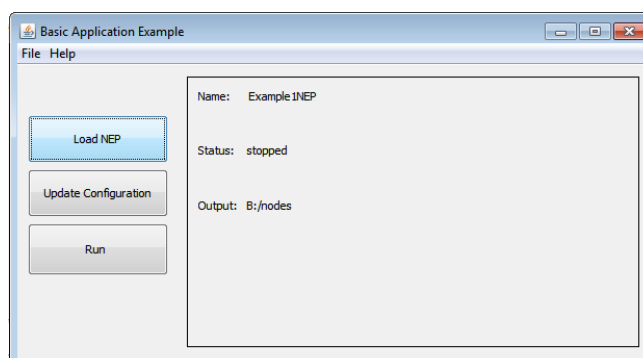 Basic Application Example
File Help
Load NEP
Update Configuration
Run
Name: Example1NEP
Status: stopped
Output: B:/nodes